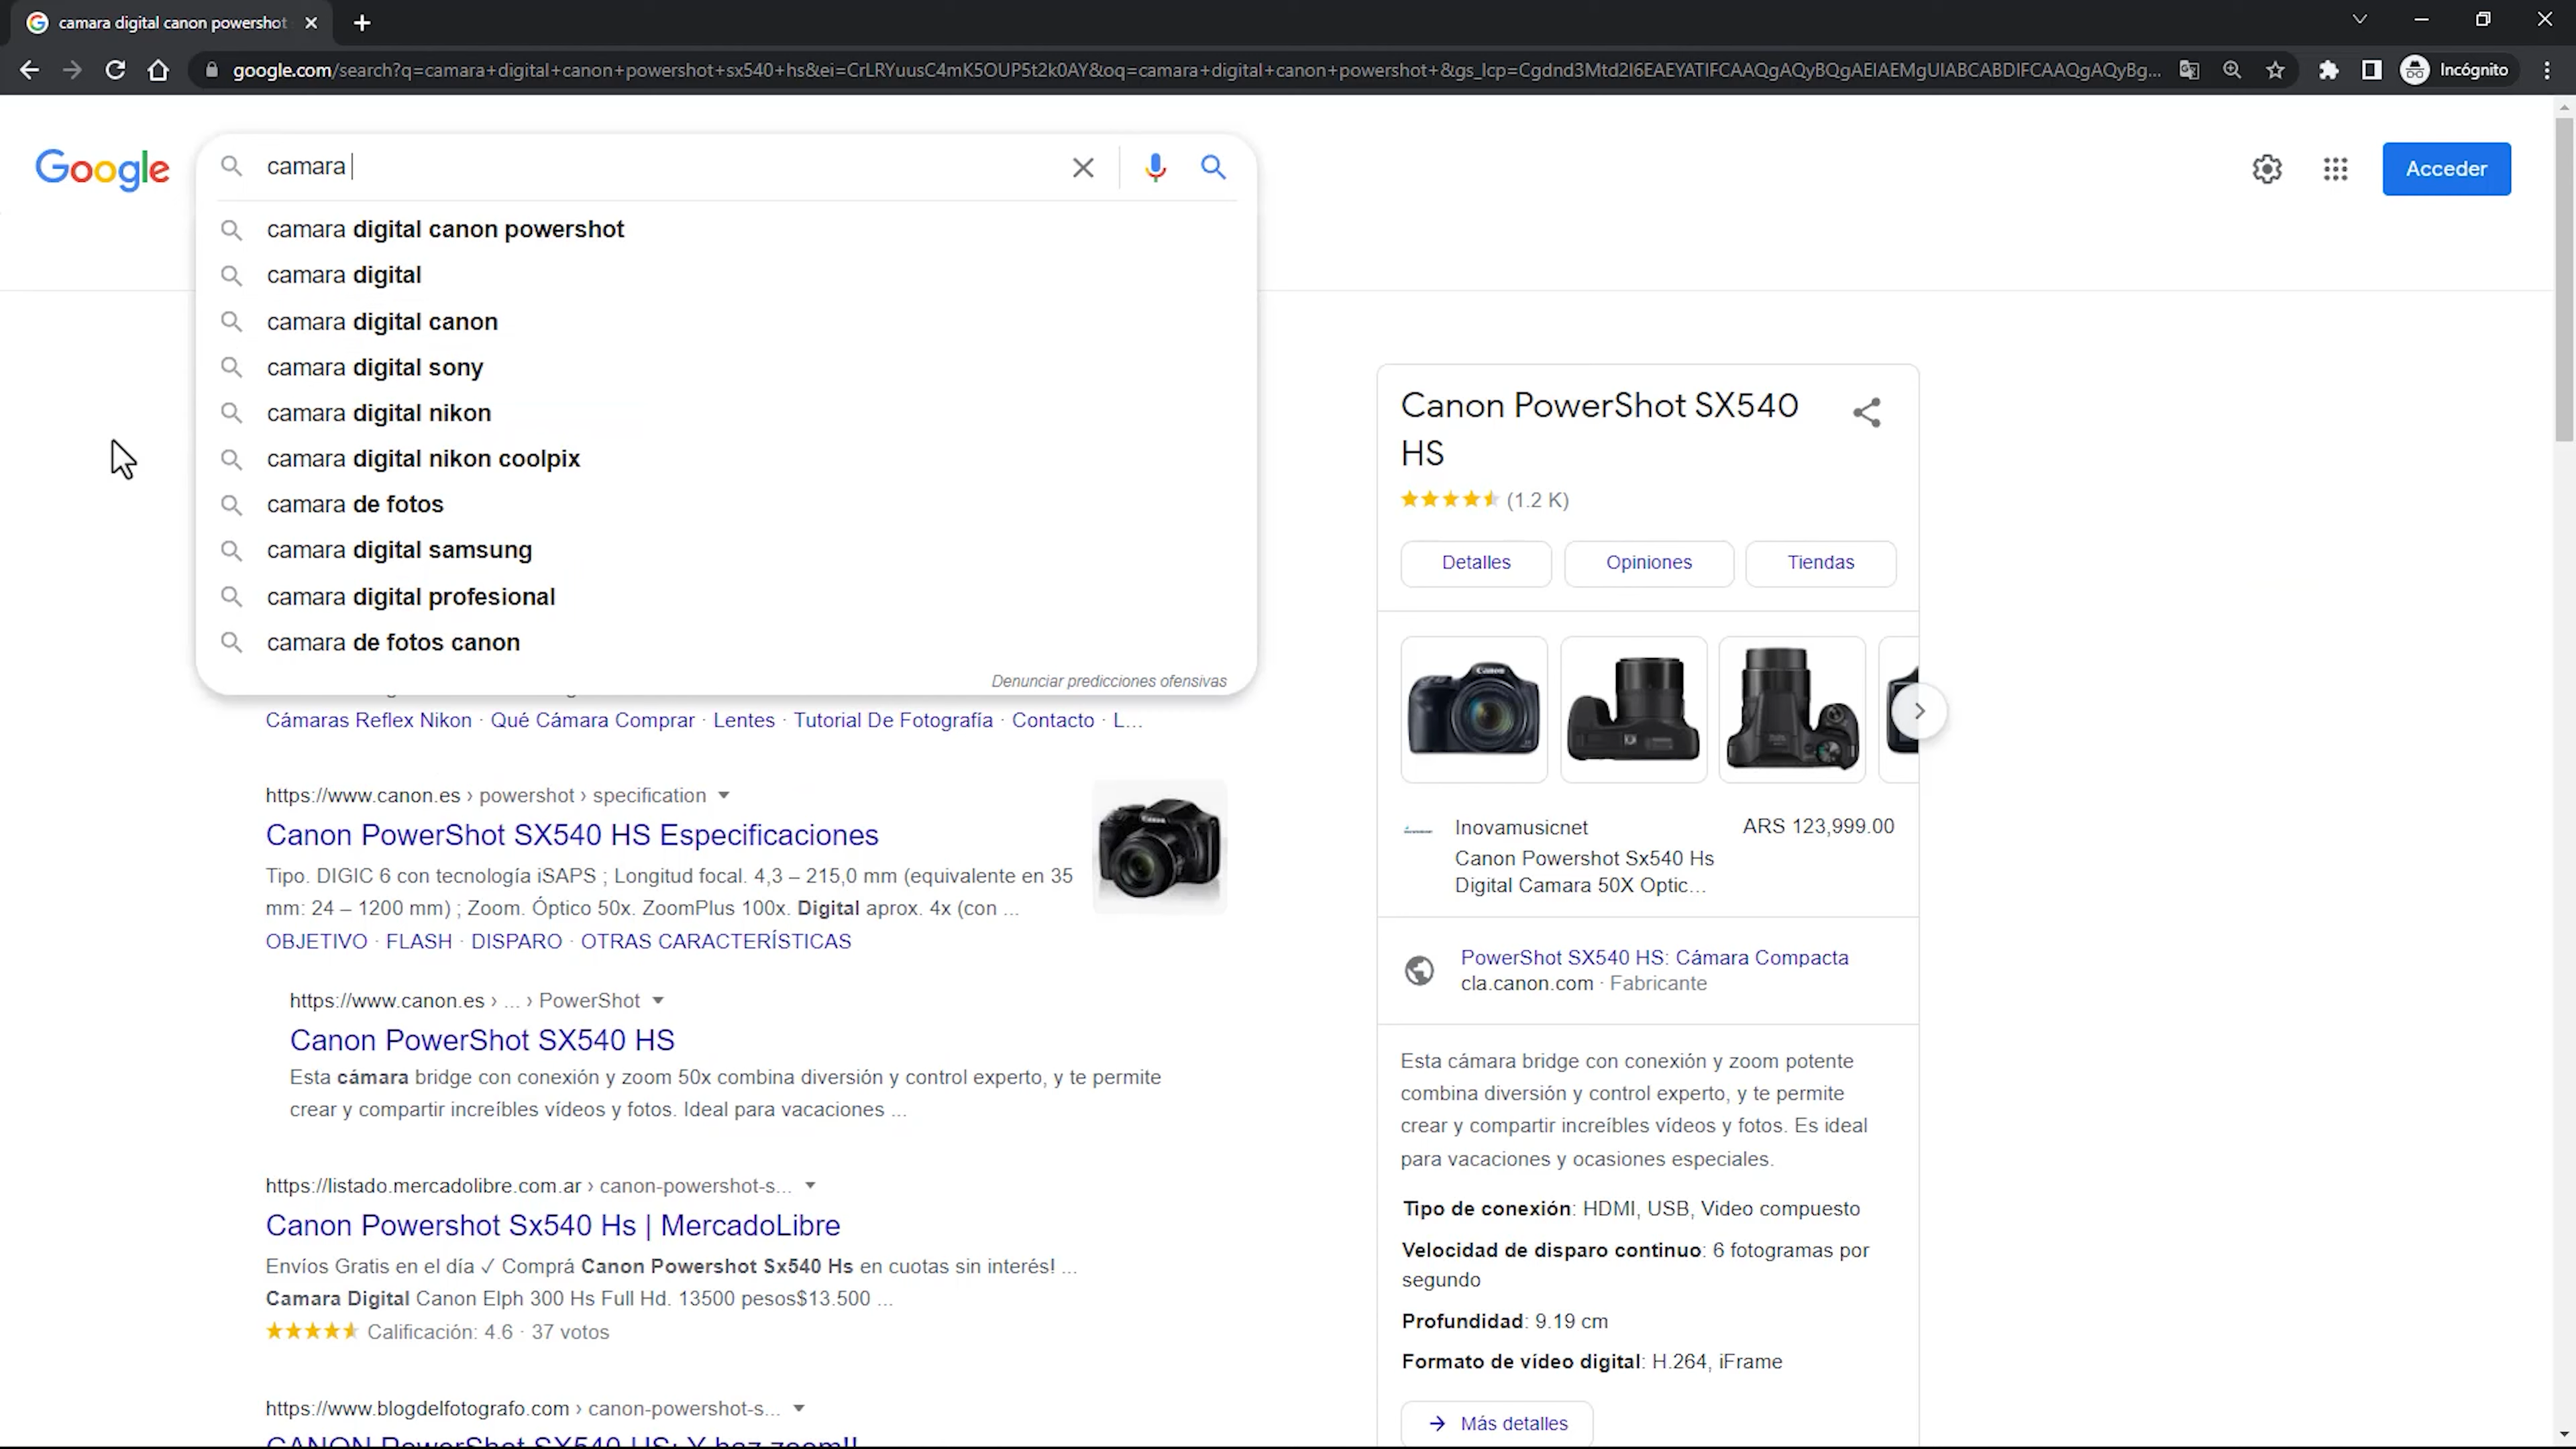 camara digital canon powershot
google.com/search?q=camara+digital+canon+powershot+sx540+hs&ei=CrLRYuusC4mK5OUP5t2k0AY&oq=camara+digital+canon+powershot+&gs_lcp=Cgdnd3Mtd2l6EAEYATIFCAAQgAQyBQgAEIAEMgUIABCABDIFCAAQgAQyBg...
Incógnito
Google
camara
Acceder
camara digital canon powershot
camara digital
camara digital canon
camara digital sony
camara digital nikon
camara digital nikon coolpix
camara de fotos
camara digital samsung
camara digital profesional
camara de fotos canon
Denunciar predicciones ofensivas
Cámaras Reflex Nikon · Qué Cámara Comprar · Lentes · Tutorial De Fotografía · Contacto · L...
https://www.canon.es › powershot › specification
Canon PowerShot SX540 HS Especificaciones
Tipo. DIGIC 6 con tecnología iSAPS ; Longitud focal. 4,3 – 215,0 mm (equivalente en 35
mm: 24 – 1200 mm) ; Zoom. Óptico 50x. ZoomPlus 100x. Digital aprox. 4x (con ...
OBJETIVO · FLASH · DISPARO · OTRAS CARACTERÍSTICAS
https://www.canon.es › ... › PowerShot
Canon PowerShot SX540 HS
Esta cámara bridge con conexión y zoom 50x combina diversión y control experto, y te permite
crear y compartir increíbles vídeos y fotos. Ideal para vacaciones ...
https://listado.mercadolibre.com.ar › canon-powershot-s...
Canon Powershot Sx540 Hs | MercadoLibre
Envíos Gratis en el día ✓ Comprá Canon Powershot Sx540 Hs en cuotas sin interés! ...
Camara Digital Canon Elph 300 Hs Full Hd. 13500 pesos$13.500 ...
Calificación: 4.6 · 37 votos
https://www.blogdelfotografo.com › canon-powershot-s...
CANON PowerShot SX540 HS: Y haz zoom!!
Canon PowerShot SX540
HS
(1.2 K)
Detalles
Opiniones
Tiendas
Inovamusicnet
ARS 123,999.00
Canon Powershot Sx540 Hs
Digital Camara 50X Optic...
PowerShot SX540 HS: Cámara Compacta
cla.canon.com · Fabricante
Esta cámara bridge con conexión y zoom potente
combina diversión y control experto, y te permite
crear y compartir increíbles vídeos y fotos. Es ideal
para vacaciones y ocasiones especiales.
Tipo de conexión: HDMI, USB, Video compuesto
Velocidad de disparo continuo: 6 fotogramas por
segundo
Profundidad: 9.19 cm
Formato de vídeo digital: H.264, iFrame
Más detalles